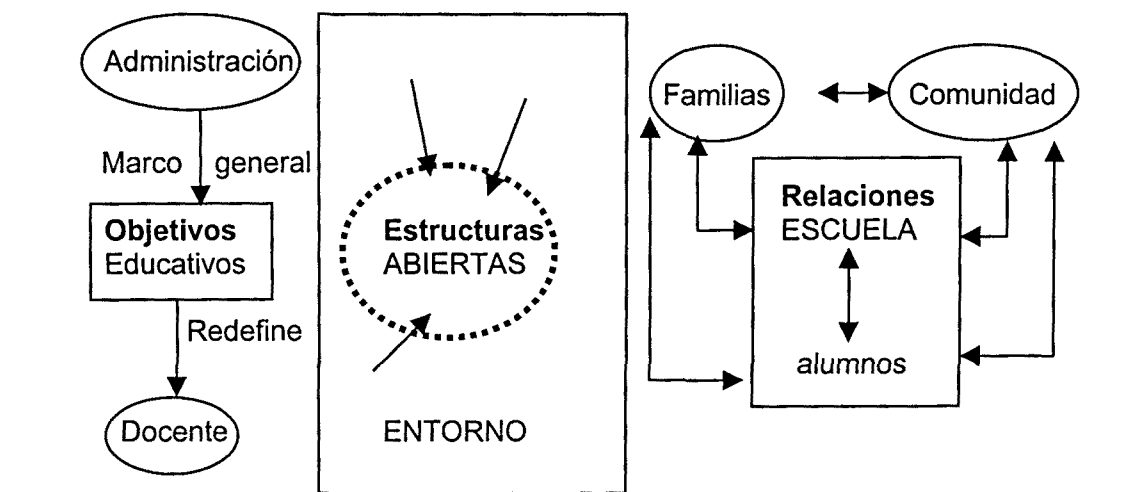 Administración
Marco general
Objetivos
Educativos
Redefine
Docente
Estructuras
ABIERTAS
ENTORNO
Familias
Comunidad
Relaciones
ESCUELA
alumnos